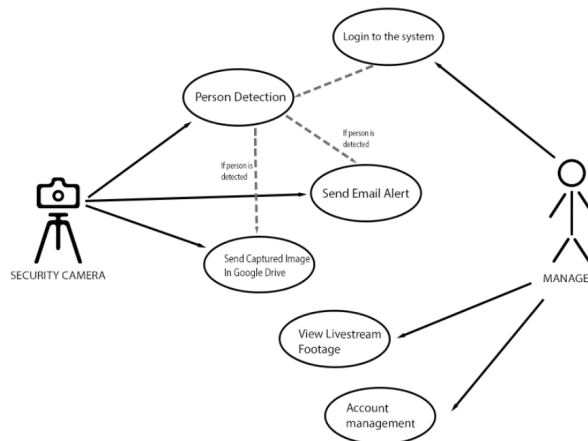 Login to the system
Person Detection
If person is
detected
If person is
detected
Send Email Alert
SECURITY CAMERA
Send Captured Image
In Google Drive
MANAGE
View Livestream
Footage
Account
management